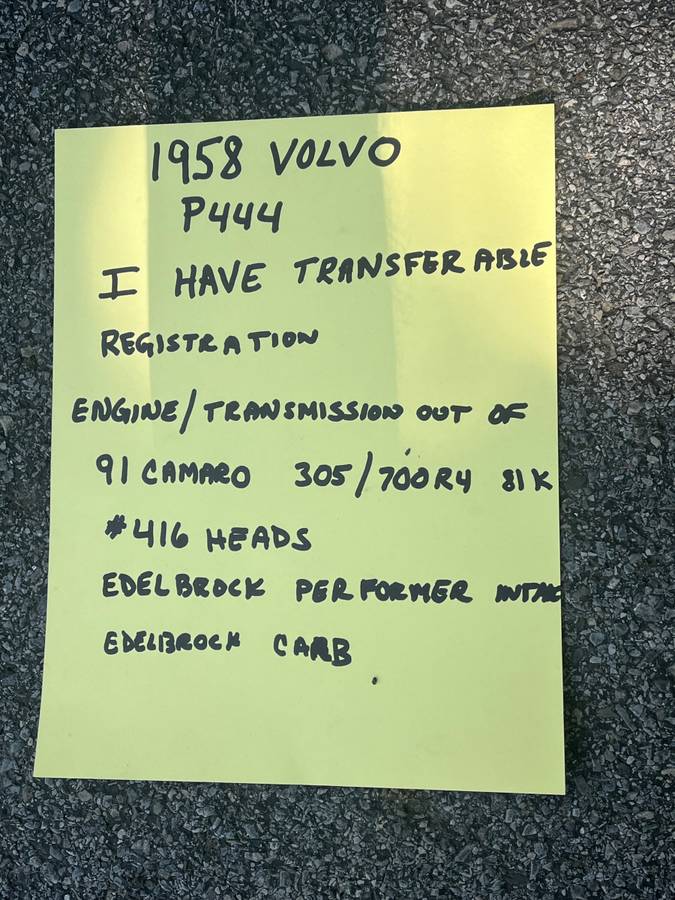 1958 VOLVO
P444
I HAVE TRANSFERABLE
REGISTRATION
ENGINE/TRANSMISSION OUT OF
91 CAMARO 305/700R4 81K
#416 HEADS
EDELBROCK PERFORMER INTAK
EDELBROCK CARB